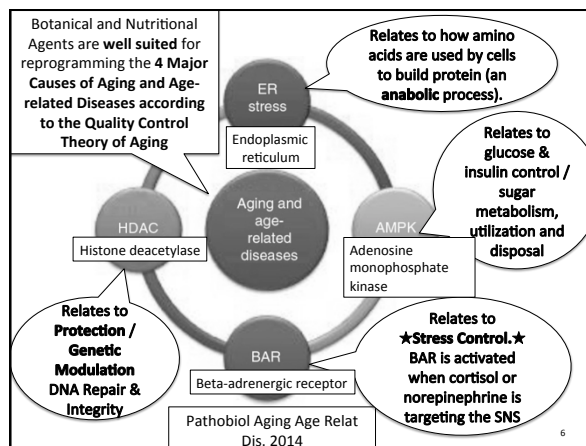 Botanical and Nutritional
Agents are well suited for
reprogramming the 4 Major
Causes of Aging and Age-
related Diseases according
to the Quality Control
Theory of Aging
Relates to how amino
acids are used by cells
to build protein (an
anabolic process).
ER
stress
Endoplasmic
reticulum
Relates to
glucose &
insulin control /
sugar
metabolism,
utilization and
disposal
HDAC
Histone deacetylase
Aging and
age-
related
diseases
AMPK
Adenosine
monophosphate
kinase
Relates to
Protection /
Genetic
Modulation
DNA Repair &
Integrity
BAR
Beta-adrenergic receptor
Relates to
★Stress Control.★
BAR is activated
when cortisol or
norepinephrine is
targeting the SNS
Pathobiol Aging Age Relat
Dis. 2014
6